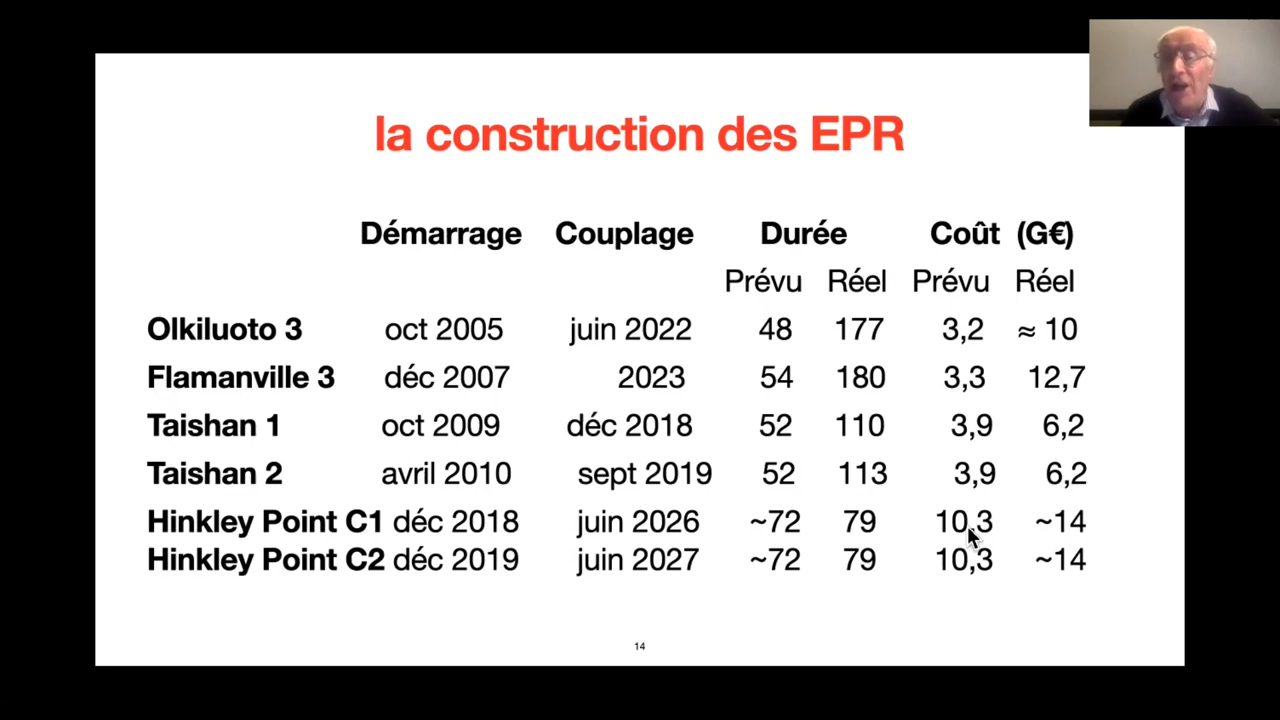 la construction des EPR
Démarrage Couplage Durée Coût (G€)
Prévu Réel Prévu Réel
Olkiluoto 3 oct 2005 juin 2022 48 177 3,2 ≈ 10
Flamanville 3 déc 2007 2023 54 180 3,3 12,7
Taishan 1 oct 2009 déc 2018 52 110 3,9 6,2
Taishan 2 avril 2010 sept 2019 52 113 3,9 6,2
Hinkley Point C1 déc 2018 juin 2026 ~72 79 10,3 ~14
Hinkley Point C2 déc 2019 juin 2027 ~72 79 10,3 ~14
14